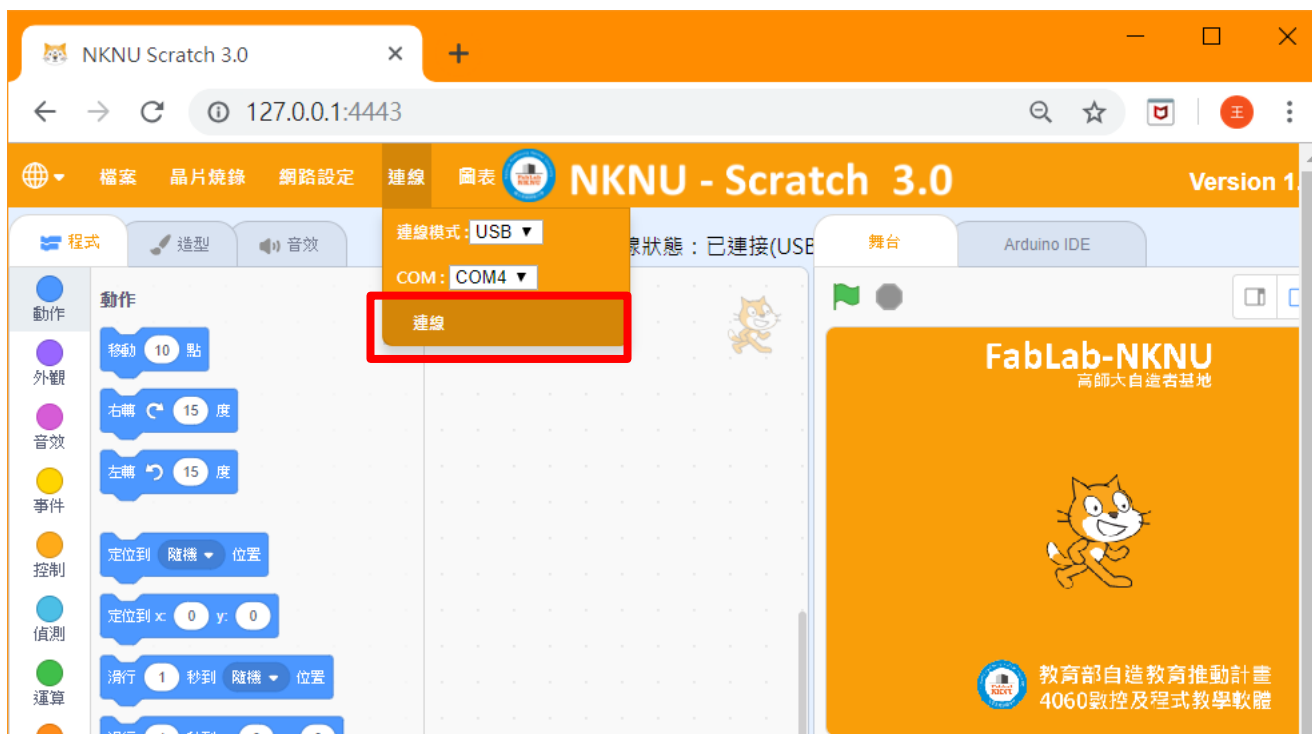 NKNU Scratch 3.0
127.0.0.1:4443
王
檔案 晶片燒錄 網路設定 連線 圖表 NKNU - Scratch 3.0 Version 1.
程式 造型 音效
連線模式 : USB
線狀態：已連接(USB
舞台 Arduino IDE
COM : COM4
連線
動作
外觀
音效
事件
控制
偵測
運算
動作
移動 10 點
右轉 15 度
左轉 15 度
定位到 隨機 位置
定位到 x: 0 y: 0
滑行 1 秒到 隨機 位置
FabLab-NKNU
高師大自造者基地
教育部自造教育推動計畫
4060數控及程式教學軟體